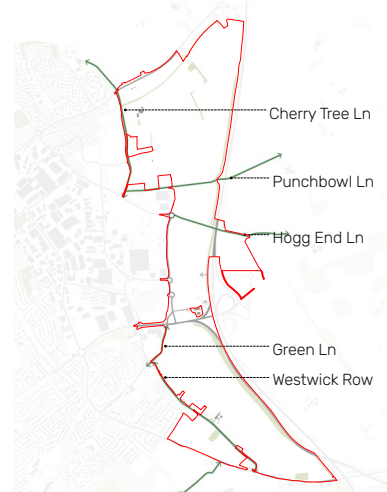 Cherry Tree Ln
Punchbowl Ln
Hogg End Ln
Green Ln
Westwick Row